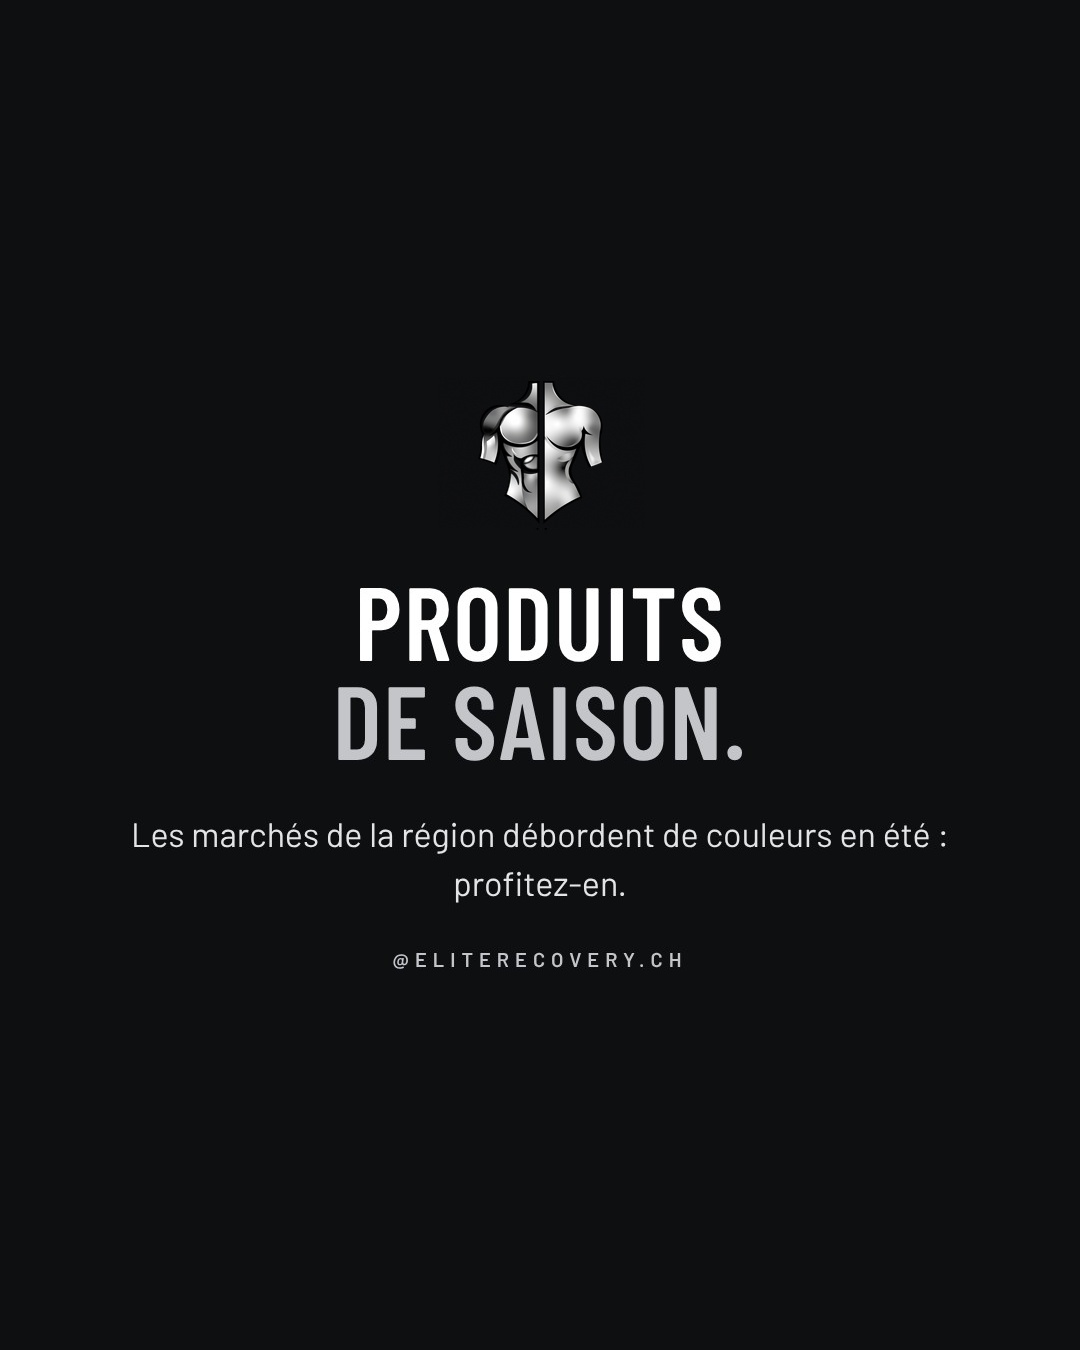 PRODUITS
DE SAISON.
Les marchés de la région débordent de couleurs en été :
profitez-en.
@ELITERECOVERY.CH